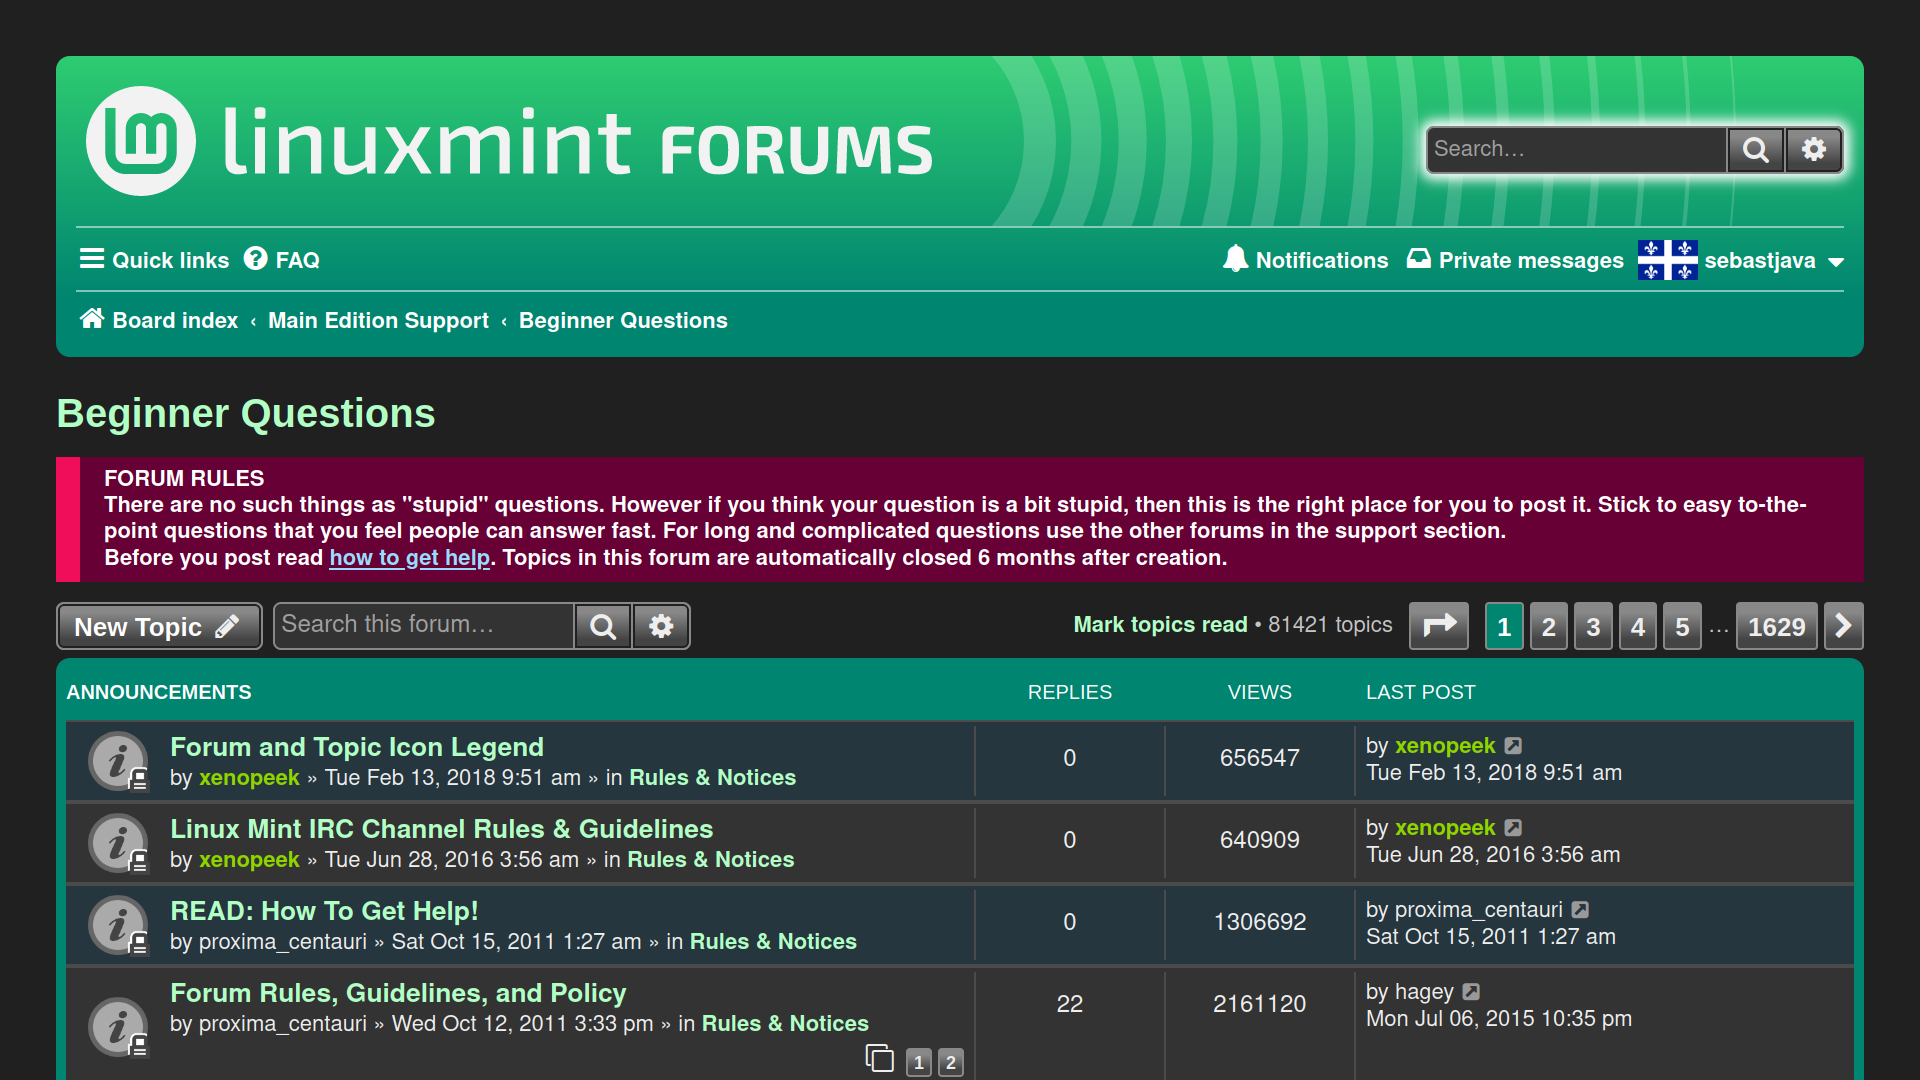 linuxmint FORUMS
Search…
Quick links FAQ
Notifications Private messages sebastjava
Board index ‹ Main Edition Support ‹ Beginner Questions
Beginner Questions
FORUM RULES
There are no such things as "stupid" questions. However if you think your question is a bit stupid, then this is the right place for you to post it. Stick to easy to-the-
point questions that you feel people can answer fast. For long and complicated questions use the other forums in the support section.
Before you post read how to get help. Topics in this forum are automatically closed 6 months after creation.
New Topic
Search this forum…
Mark topics read • 81421 topics
1 2 3 4 5 … 1629
ANNOUNCEMENTS REPLIES VIEWS LAST POST
Forum and Topic Icon Legend
by xenopeek » Tue Feb 13, 2018 9:51 am » in Rules & Notices
0
656547
by xenopeek
Tue Feb 13, 2018 9:51 am
Linux Mint IRC Channel Rules & Guidelines
by xenopeek » Tue Jun 28, 2016 3:56 am » in Rules & Notices
0
640909
by xenopeek
Tue Jun 28, 2016 3:56 am
READ: How To Get Help!
by proxima_centauri » Sat Oct 15, 2011 1:27 am » in Rules & Notices
0
1306692
by proxima_centauri
Sat Oct 15, 2011 1:27 am
Forum Rules, Guidelines, and Policy
by proxima_centauri » Wed Oct 12, 2011 3:33 pm » in Rules & Notices
1 2
22
2161120
by hagey
Mon Jul 06, 2015 10:35 pm